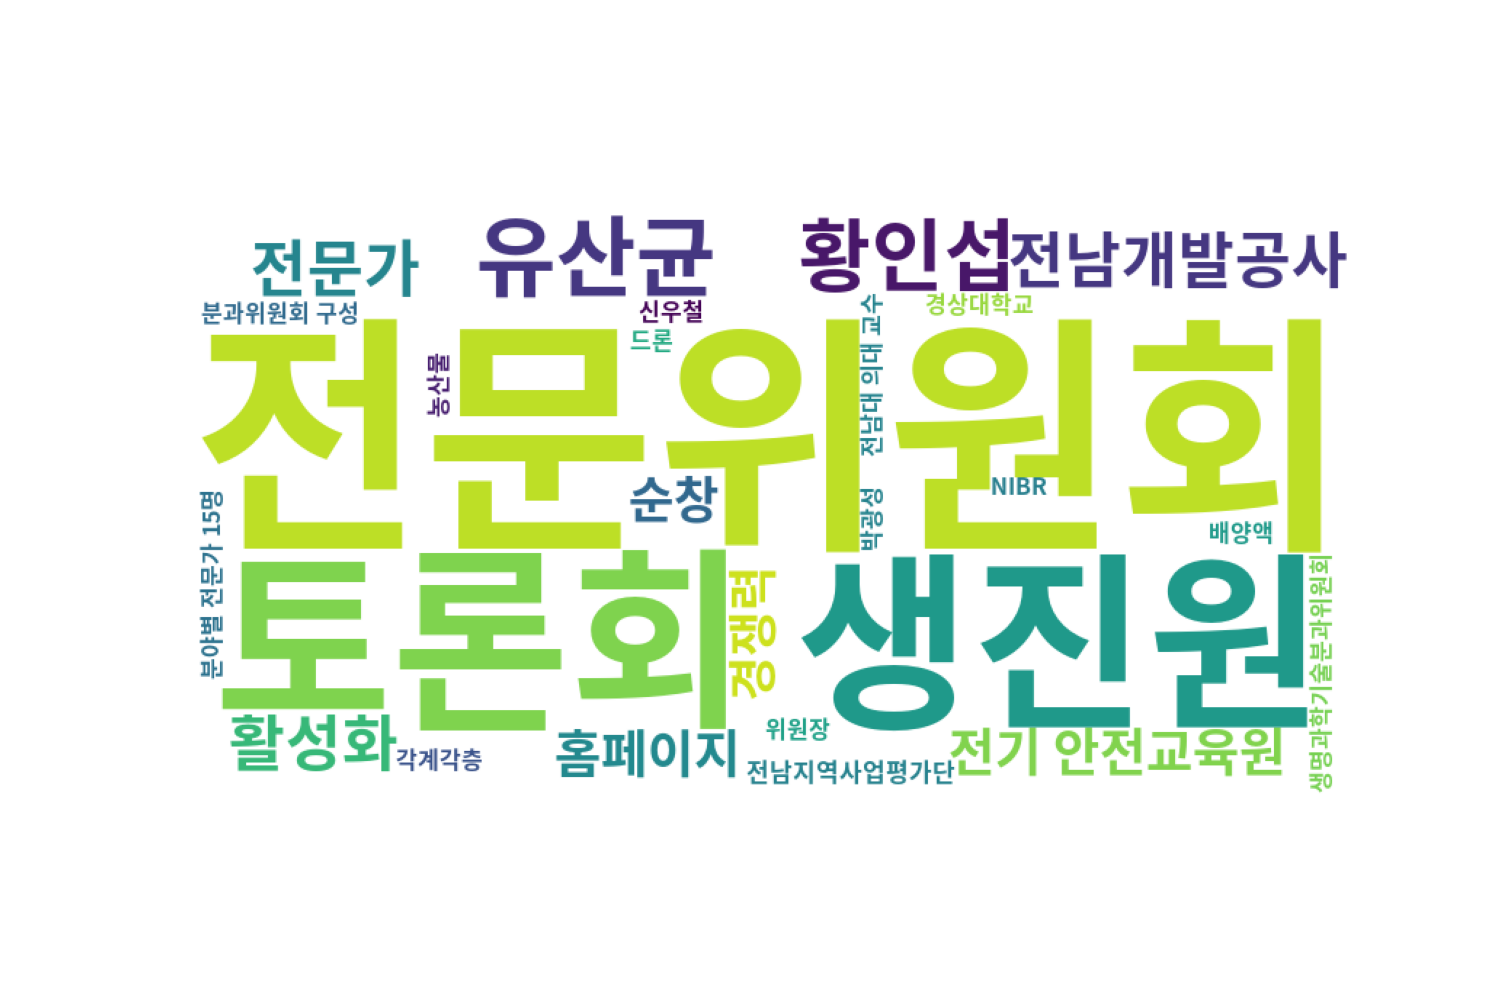 전문가
유산균
황인섭
전남개발공사
분과위원회 구성
신우철
경상대학교
드론
농산물
전남대 의대 교수
전문위원회
순창
NIBR
박광성
배양액
분야별 전문가 15명
토론회
경쟁력
생진원
생명과학기술분과위원회
활성화
각계각층
홈페이지
위원장
전남지역사업평가단
전기 안전교육원